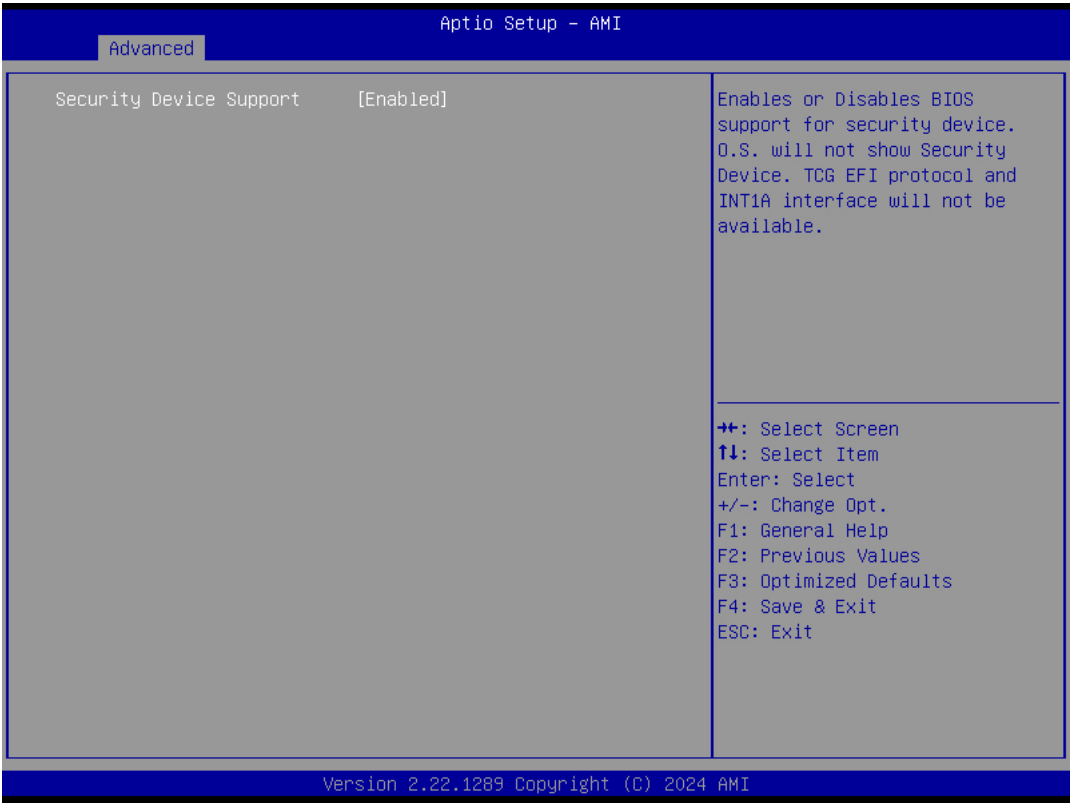 Aptio Setup – AMI
Advanced
Security Device Support [Enabled]
Enables or Disables BIOS
support for security device.
O.S. will not show Security
Device. TCG EFI protocol and
INT1A interface will not be
available.
→←: Select Screen
↑↓: Select Item
Enter: Select
+/-: Change Opt.
F1: General Help
F2: Previous Values
F3: Optimized Defaults
F4: Save & Exit
ESC: Exit
Version 2.22.1289 Copyright (C) 2024 AMI